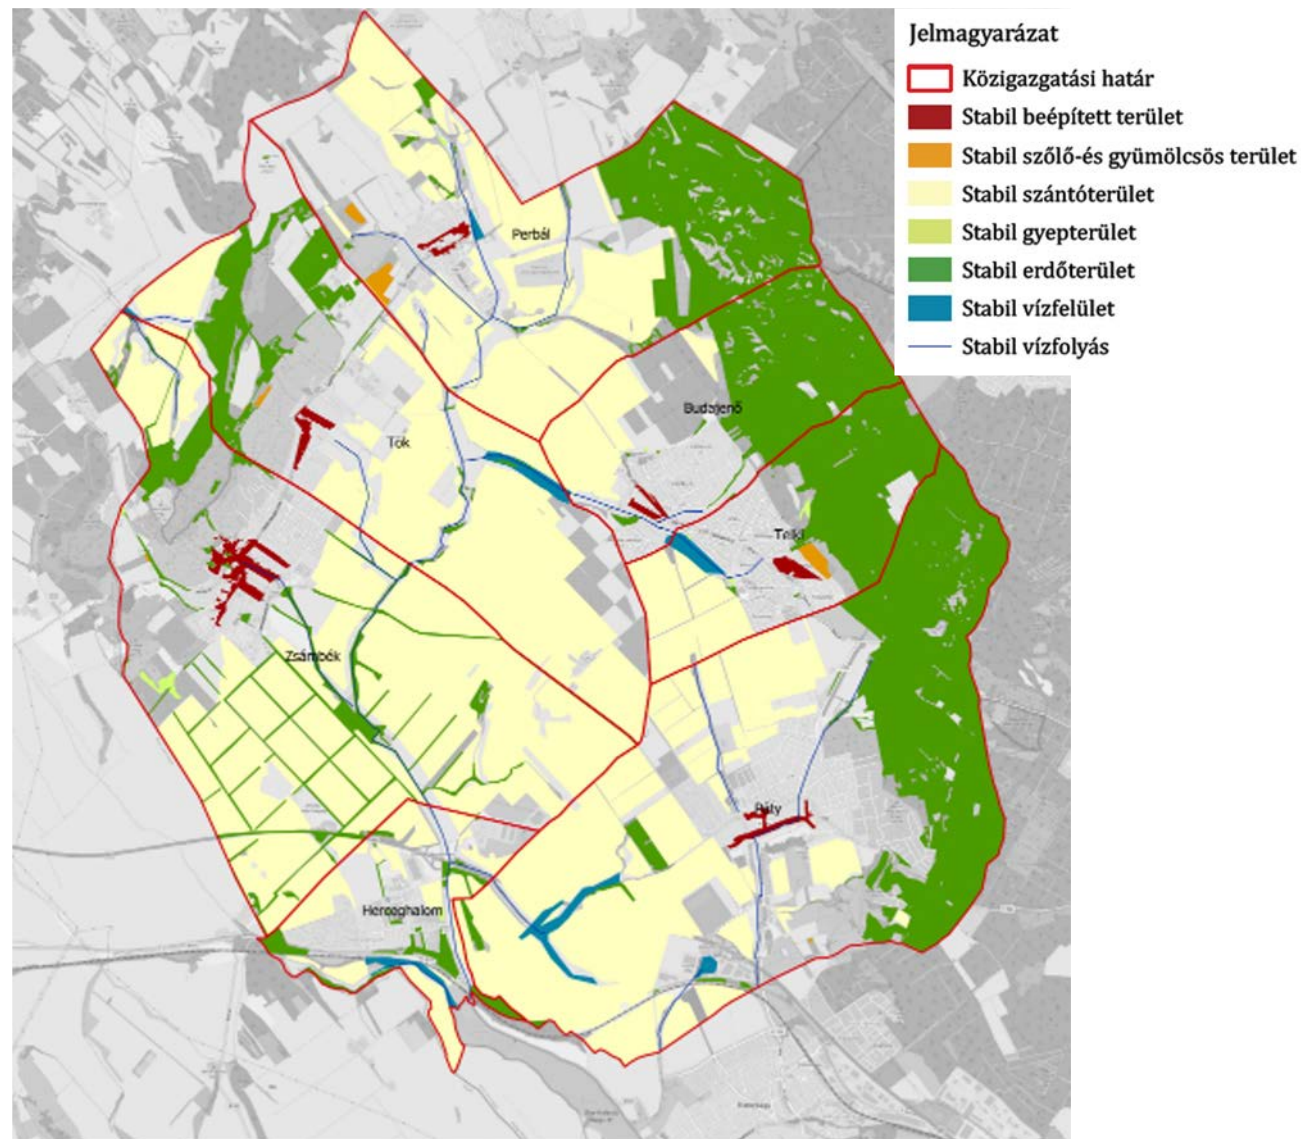 Jelmagyarázat
Közigazgatási határ
Stabil beépített terület
Stabil szőlő-és gyümölcsös terület
Stabil szántóterület
Stabil gyepterület
Stabil erdőterület
Stabil vízfelület
Stabil vízfolyás
Perbál
Budajenő
Tök
Telki
Zsámbék
Páty
Herceghalom